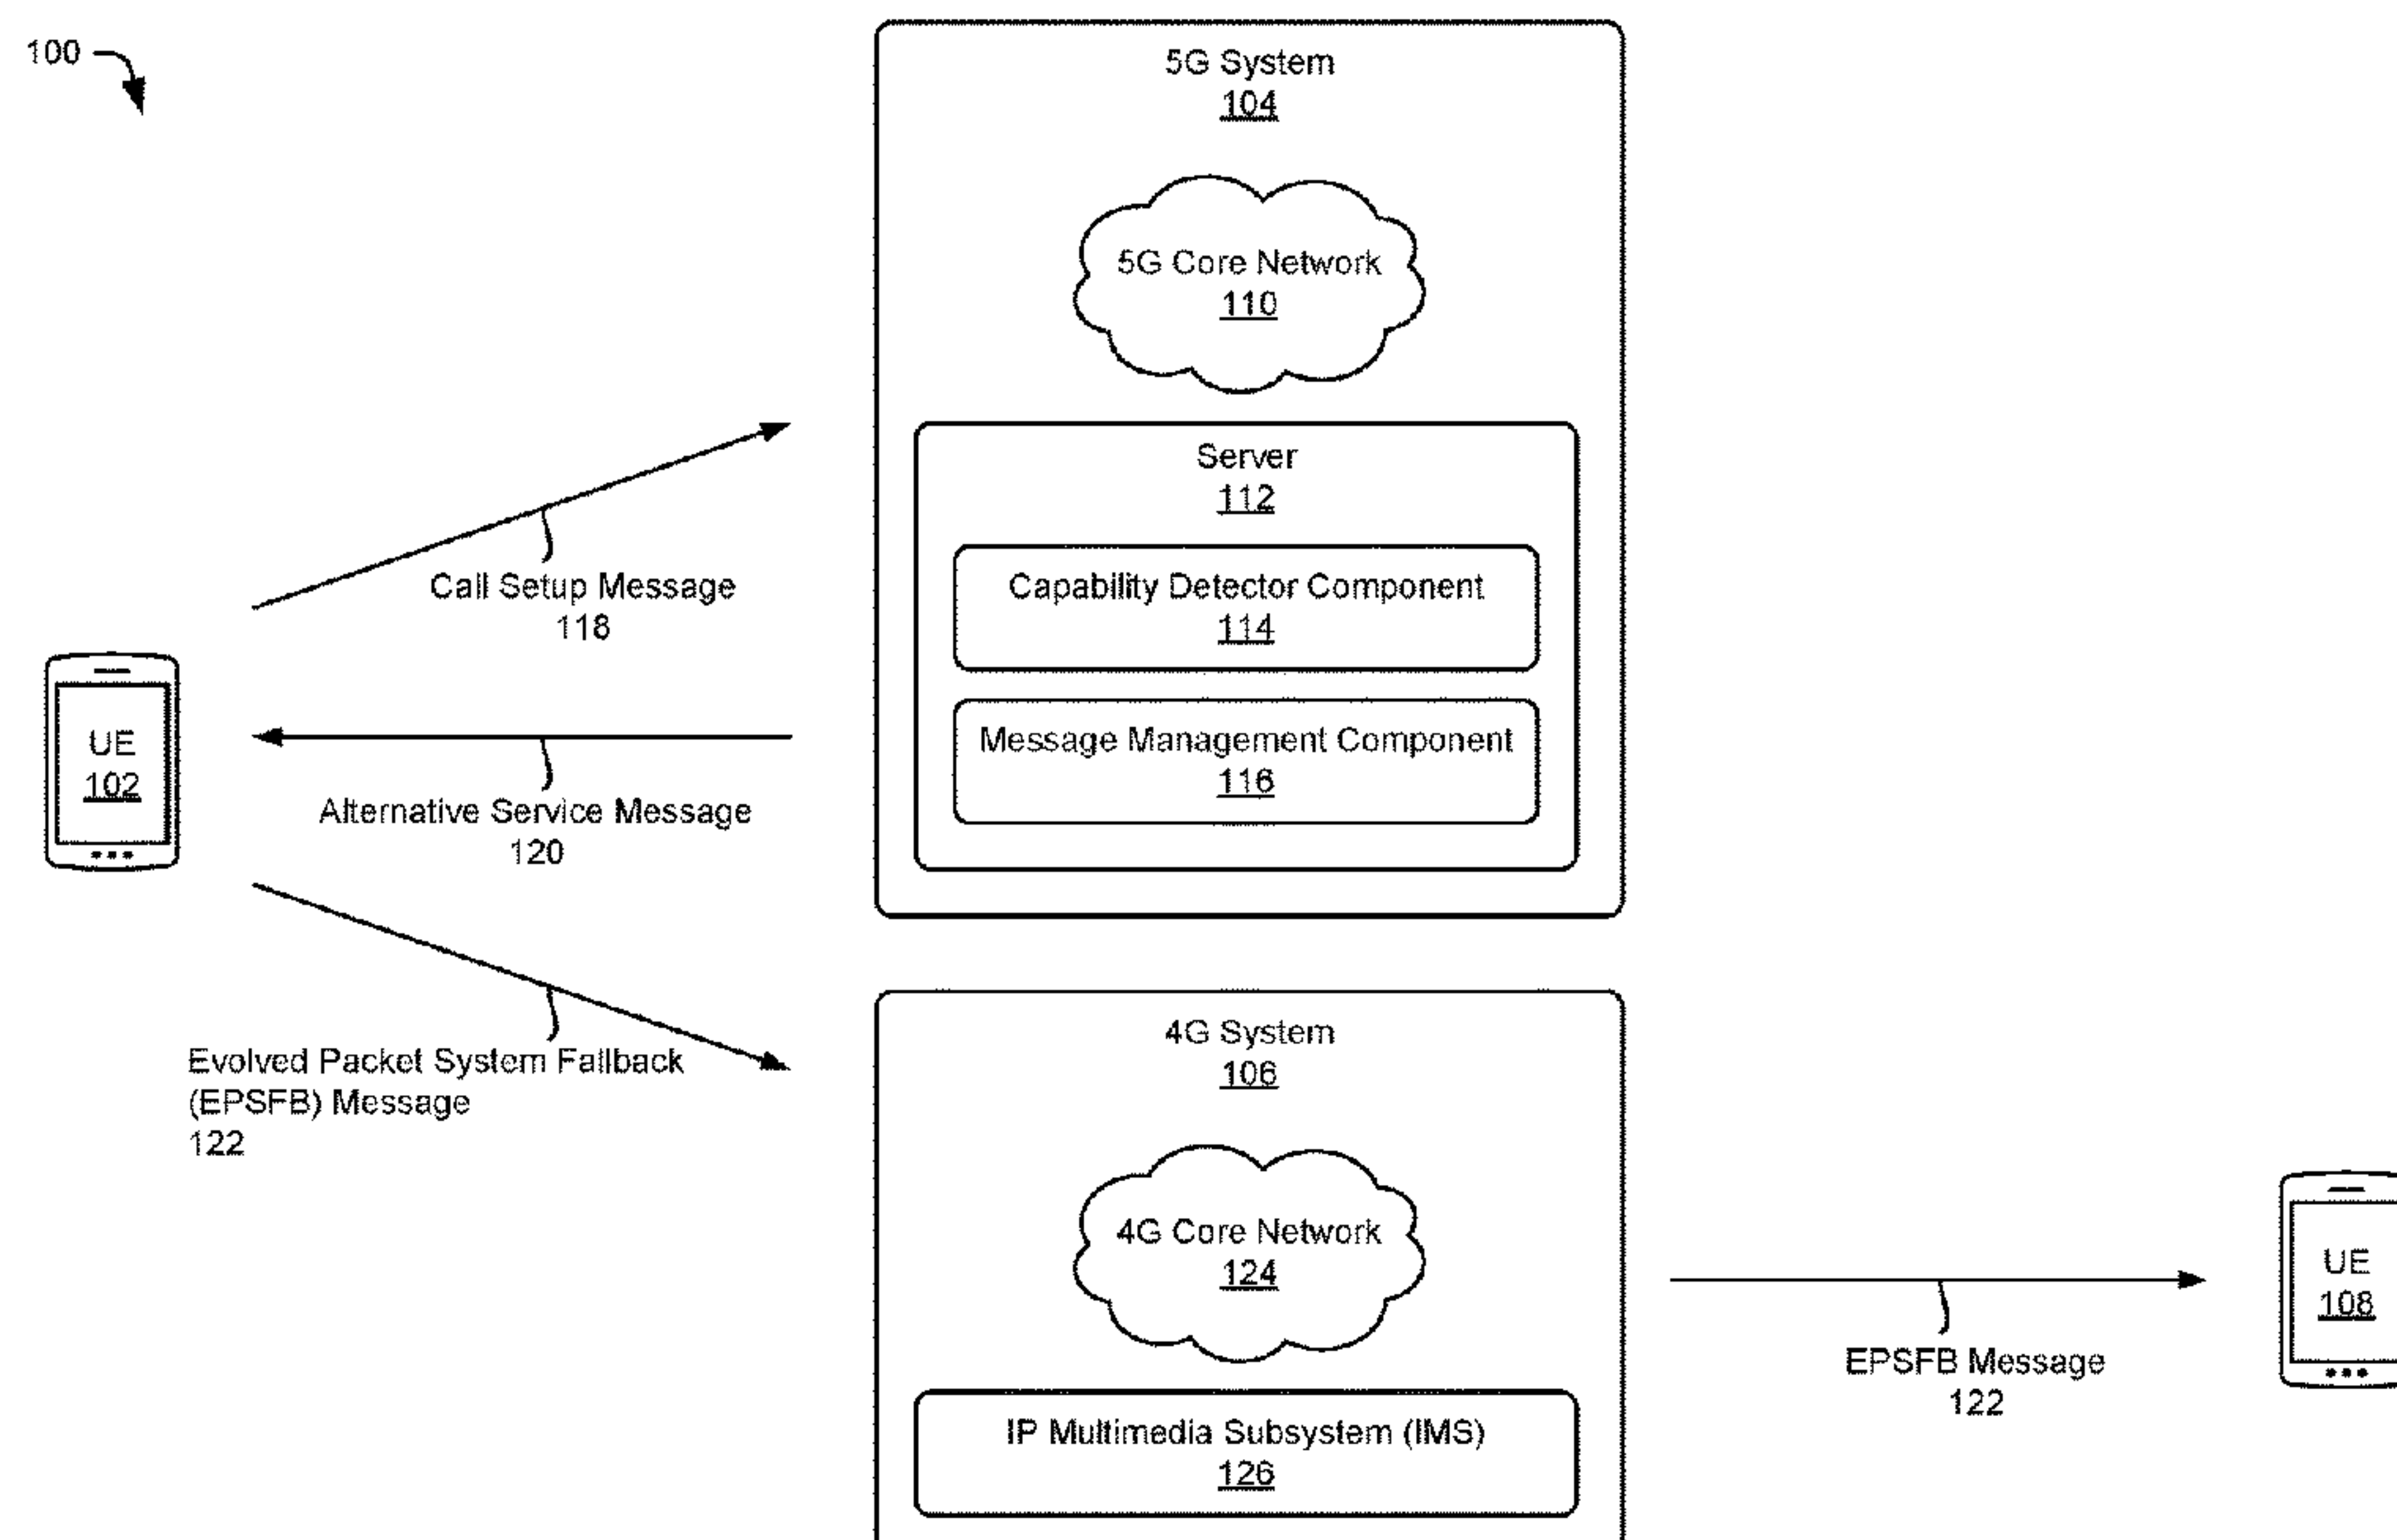 100
5G System
104
5G Core Network
110
Server
112
Capability Detector Component
114
Message Management Component
116
Call Setup Message
118
UE
102
Alternative Service Message
120
Evolved Packet System Fallback
(EPSFB) Message
122
4G System
106
4G Core Network
124
IP Multimedia Subsystem (IMS)
126
EPSFB Message
122
UE
108